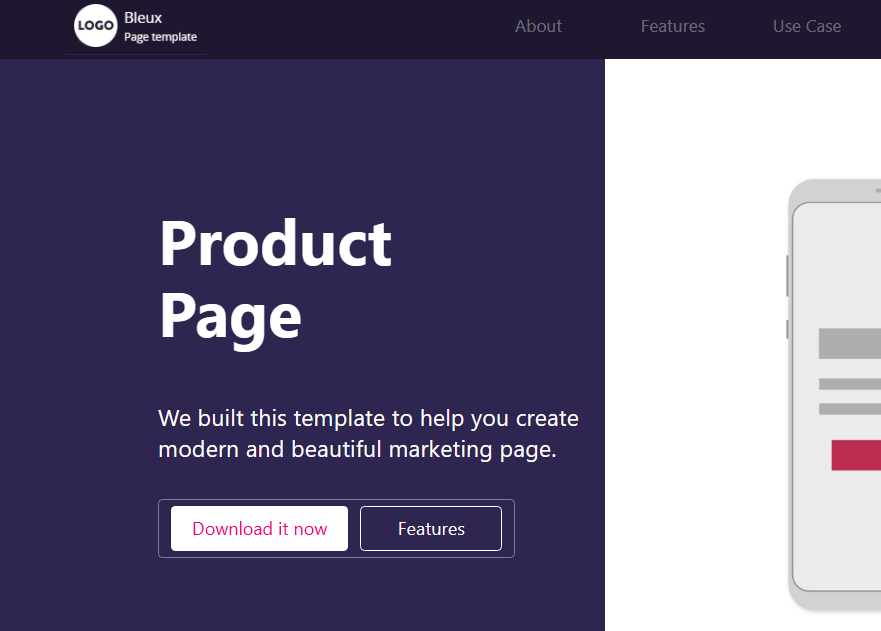 LOGO
Bleux
Page template
About
Features
Use Case
Product
Page
We built this template to help you create
modern and beautiful marketing page.
Download it now
Features